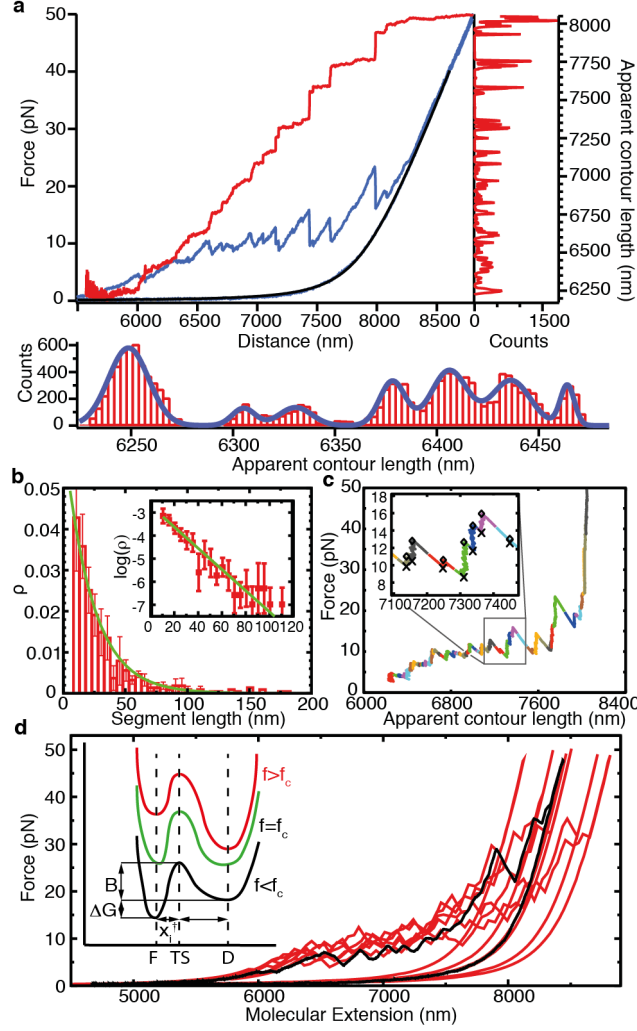 a
50
40
30
20
10
0
Force (pN)
6000 6500 7000 7500 8000 8500
Distance (nm)
0 1500
Counts
8000
7750
7500
7250
7000
6750
6500
6250
Apparent contour length (nm)
600
400
200
0
Counts
6250 6300 6350 6400 6450
Apparent contour length (nm)
b
0.05
0.04
0.03
0.02
0.01
0
ρ
0 50 100 150 200
Segment length (nm)
-3
-4
-5
-6
-7
log(ρ)
0 20 40 60 80 100
c
50
40
30
20
10
0
Force (pN)
6000 6800 7600 8400
Apparent contour length (nm)
18
16
14
12
10
8
7100 7200 7300 7400
d
50
40
30
20
10
0
Force (pN)
5000 6000 7000 8000
Molecular Extension (nm)
f>fc
f=fc
f<fc
B
ΔG
xi†
F TS D